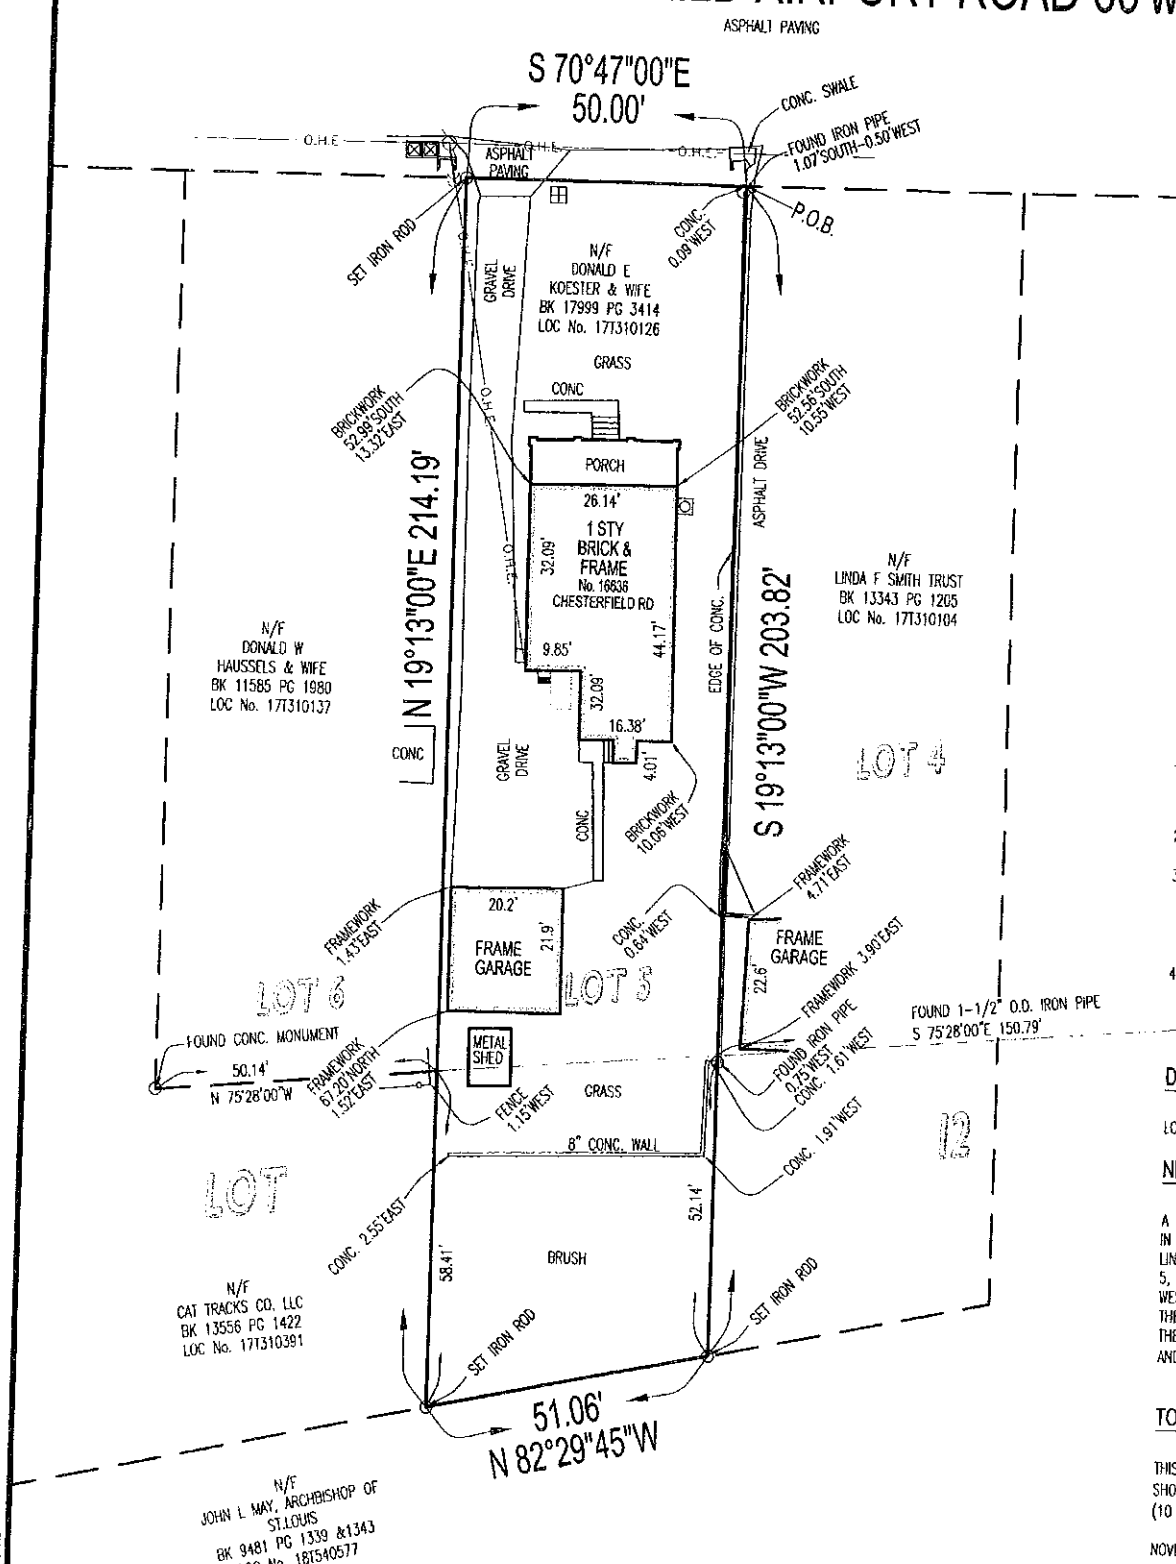 AIRPORT ROAD 60'
ASPHALT PAVING
S 70°47"00"E
50.00'
CONC. SWALE
FOUND IRON PIPE
1.07'SOUTH-0.50'WEST
O.H.E
O.H.E.
O.H.E
ASPHALT
PAVING
SET IRON ROD
CONC.
0.09'WEST
P.O.B.
O.H.E.
GRAVEL
DRIVE
N/F
DONALD E
KOESTER & WIFE
BK 17999 PG 3414
LOC No. 17T310126
GRASS
CONC
BRICKWORK
52.99'SOUTH
13.32'EAST
O.H.E.
BRICKWORK
52.56'SOUTH
10.55'WEST
PORCH
26.14'
1 STY
BRICK &
FRAME
No. 16636
CHESTERFIELD RD
32.09'
O.H.E.
ASPHALT DRIVE
N 19°13"00"E 214.19'
N/F
LINDA F SMITH TRUST
BK 13343 PG 1205
LOC No. 17T310104
EDGE OF CONC.
S 19°13"00"W 203.82'
N/F
DONALD W
HAUSSELS & WIFE
BK 11585 PG 1980
LOC No. 17T310137
9.85'
44.17'
32.09'
16.38'
4.01'
CONC
GRAVEL
DRIVE
LOT 4
CONC
BRICKWORK
10.06'WEST
FRAMEWORK
4.71'EAST
FRAMEWORK
1.43'EAST
20.2'
21.9'
FRAME
GARAGE
CONC.
0.64'WEST
FRAME
GARAGE
22.6'
FRAMEWORK 3.90'EAST
LOT 6
LOT 5
FOUND 1-1/2" O.D. IRON PIPE
S 75°28'00"E 150.79'
FOUND CONC. MONUMENT
50.14'
N 75°28'00"W
FRAMEWORK
67.20'NORTH
1.52'EAST
METAL
SHED
FENCE
1.15'WEST
GRASS
FOUND IRON PIPE
0.75'WEST
CONC. 1.61'WEST
8" CONC. WALL
CONC. 1.91'WEST
12
LOT
CONC. 2.55'EAST
52.14'
58.41'
BRUSH
N/F
CAT TRACKS CO. LLC
BK 13556 PG 1422
LOC No. 17T310391
SET IRON ROD
SET IRON ROD
51.06'
N 82°29"45"W
N/F
JOHN L MAY, ARCHBISHOP OF
ST.LOUIS
BK 9481 PG 1339 &1343
No. 18T540577
A
IN
5,
4
TO
(10